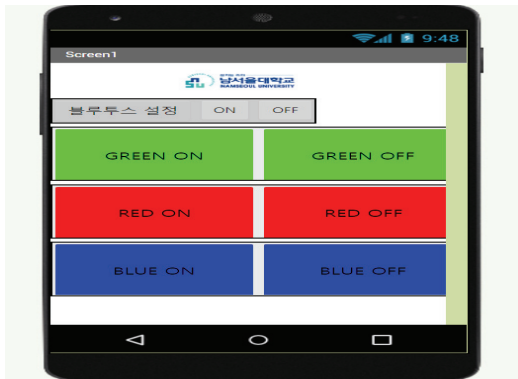 9:48
Screen1
남서울대학교
NAMSEOUL UNIVERSITY
블루투스 설정 ON OFF
GREEN ON GREEN OFF
RED ON RED OFF
BLUE ON BLUE OFF